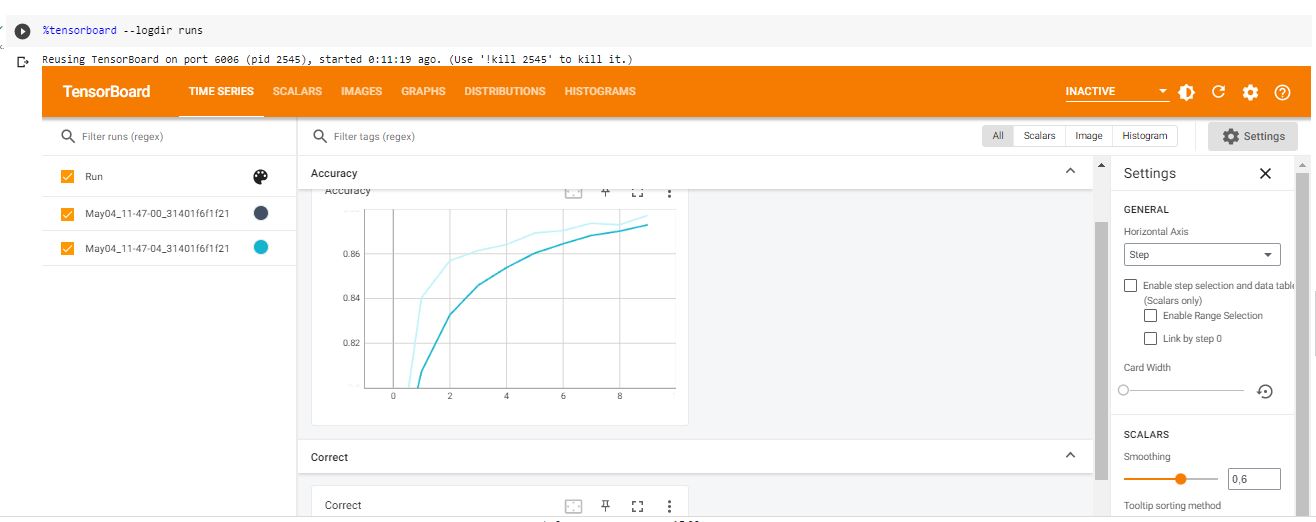 %tensorboard --logdir runs
Reusing TensorBoard on port 6006 (pid 2545), started 0:11:19 ago. (Use '!kill 2545' to kill it.)
TensorBoard TIME SERIES SCALARS IMAGES GRAPHS DISTRIBUTIONS HISTOGRAMS INACTIVE
Filter runs (regex)
Filter tags (regex)
All Scalars Image Histogram
Settings
Run
May04_11-47-00_31401f6f1f21
May04_11-47-04_31401f6f1f21
Accuracy
Accuracy
0.86
0.84
0.82
0 2 4 6 8
Correct
Correct
Settings
GENERAL
Horizontal Axis
Step
Enable step selection and data table
(Scalars only)
Enable Range Selection
Link by step 0
Card Width
SCALARS
Smoothing
0,6
Tooltip sorting method